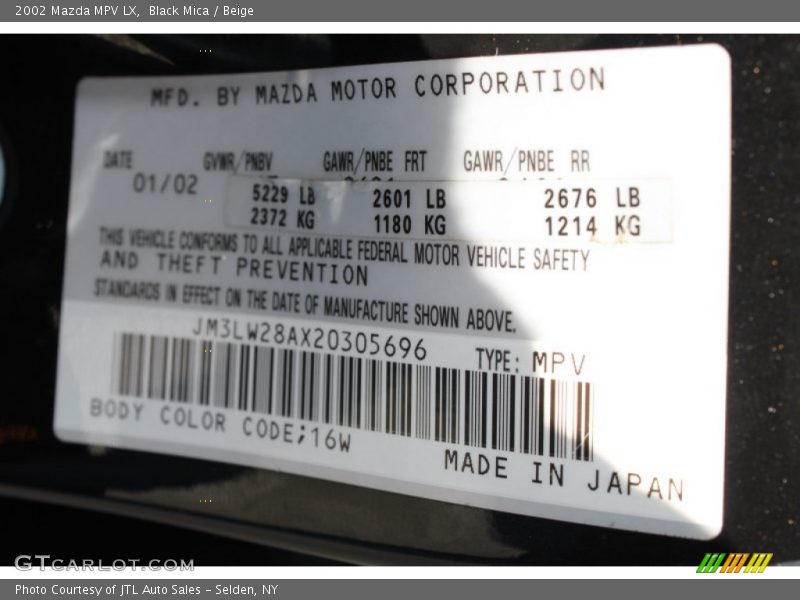 2002 Mazda MPV LX, Black Mica / Beige
MFD. BY MAZDA MOTOR CORPORATION
DATE GVWR/PNBV GAWR/PNBE FRT GAWR/PNBE RR
01/02 5229 LB 2601 LB 2676 LB
2372 KG 1180 KG 1214 KG
THIS VEHICLE CONFORMS TO ALL APPLICABLE FEDERAL MOTOR VEHICLE SAFETY
AND THEFT PREVENTION
STANDARDS IN EFFECT ON THE DATE OF MANUFACTURE SHOWN ABOVE.
JM3LW28AX20305696 TYPE: MPV
BODY COLOR CODE;16W
MADE IN JAPAN
GTCARLOT.COM
Photo Courtesy of JTL Auto Sales - Selden, NY